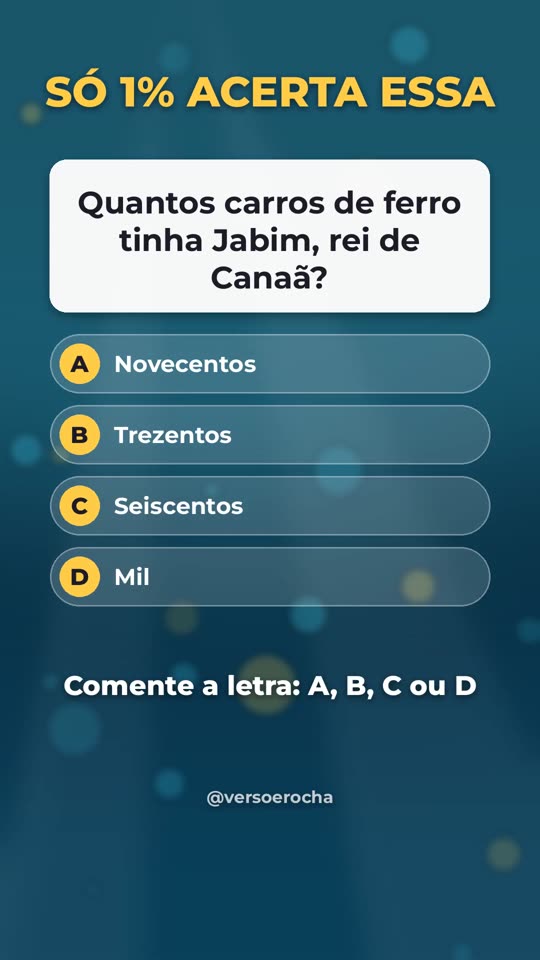 SÓ 1% ACERTA ESSA
Quantos carros de ferro
tinha Jabim, rei de
Canaã?
A Novecentos
B Trezentos
C Seiscentos
D Mil
Comente a letra: A, B, C ou D
@versoerocha